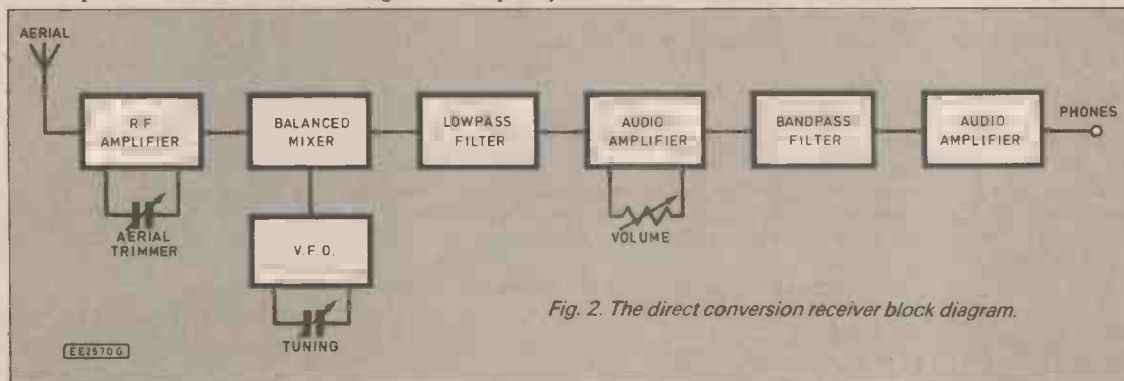 AERIAL
R.F.
AMPLIFIER
BALANCED
MIXER
LOWPASS
FILTER
AUDIO
AMPLIFIER
BANDPASS
FILTER
AUDIO
AMPLIFIER
PHONES
AERIAL
TRIMMER
V.F.O.
TUNING
VOLUME
Fig. 2. The direct conversion receiver block diagram.
EE2570G